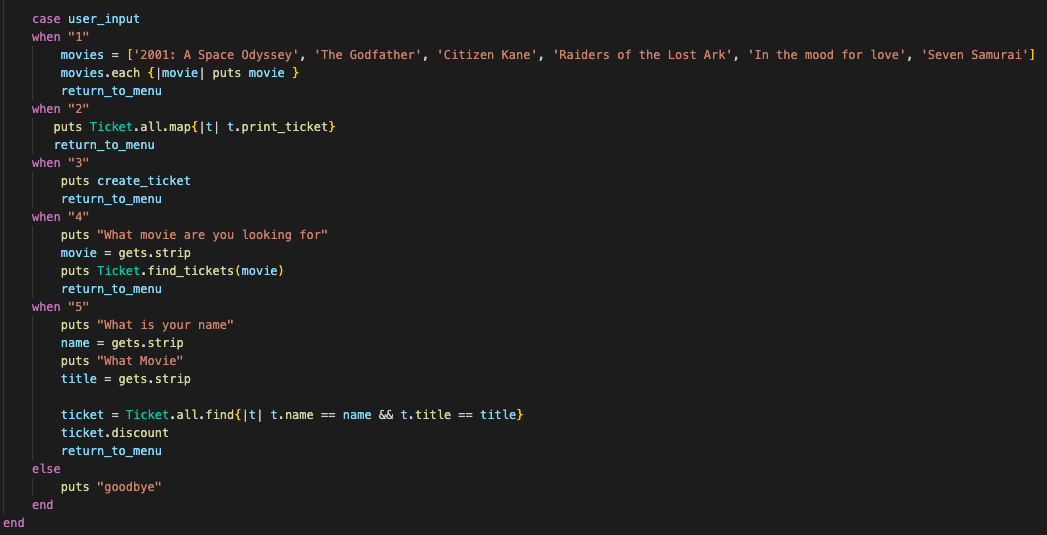 case user_input
when "1"
movies = ['2001: A Space Odyssey', 'The Godfather', 'Citizen Kane', 'Raiders of the Lost Ark', 'In the mood for love', 'Seven Samurai']
movies.each {|movie| puts movie }
return_to_menu
when "2"
puts Ticket.all.map{|t| t.print_ticket}
return_to_menu
when "3"
puts create_ticket
return_to_menu
when "4"
puts "What movie are you looking for"
movie = gets.strip
puts Ticket.find_tickets(movie)
return_to_menu
when "5"
puts "What is your name"
name = gets.strip
puts "What Movie"
title = gets.strip
ticket = Ticket.all.find{|t| t.name == name && t.title == title}
ticket.discount
return_to_menu
else
puts "goodbye"
end
end